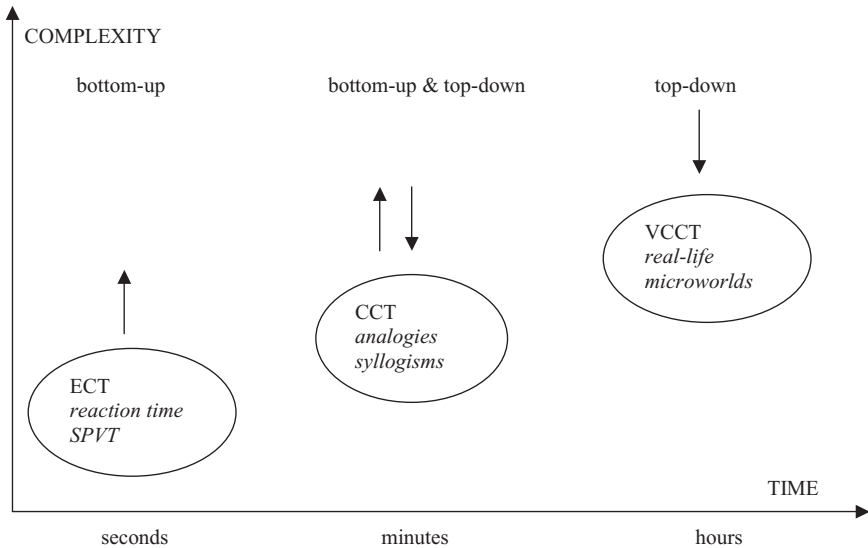 COMPLEXITY
bottom-up
bottom-up & top-down
top-down
VCCT
real-life
microworlds
CCT
analogies
syllogisms
ECT
reaction time
SPVT
TIME
seconds
minutes
hours